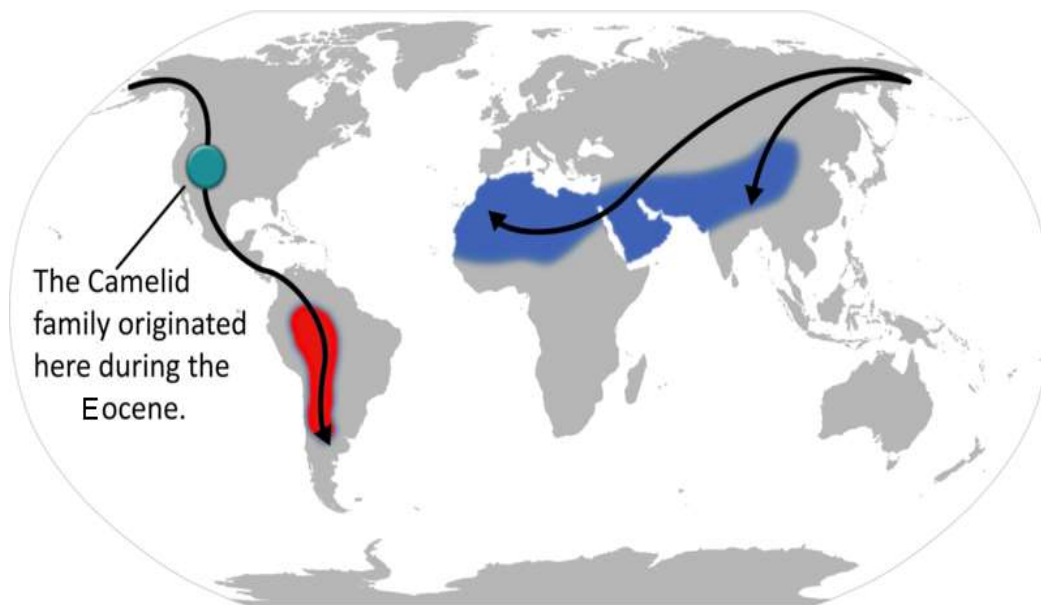 The Camelid
family originated
here during the
Eocene.